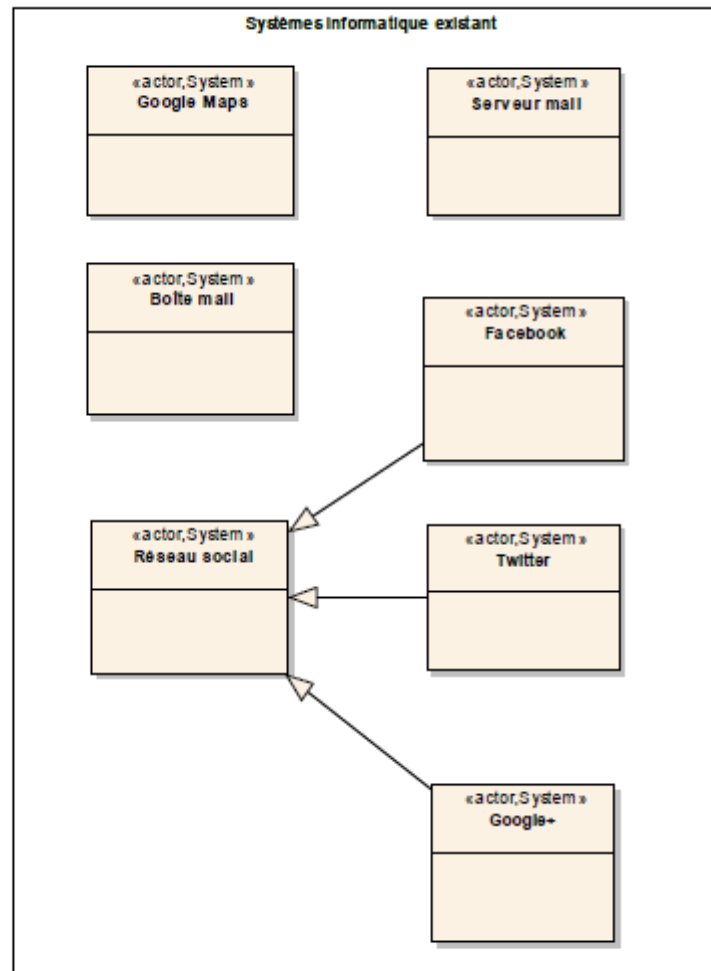 Systèmes Informatique existant
«actor,System »
Google Maps
«actor,System »
Serveur mail
«actor,System »
Boîte mail
«actor,System »
Facebook
«actor,System »
Réseau social
«actor,System »
Twitter
«actor,System »
Google+